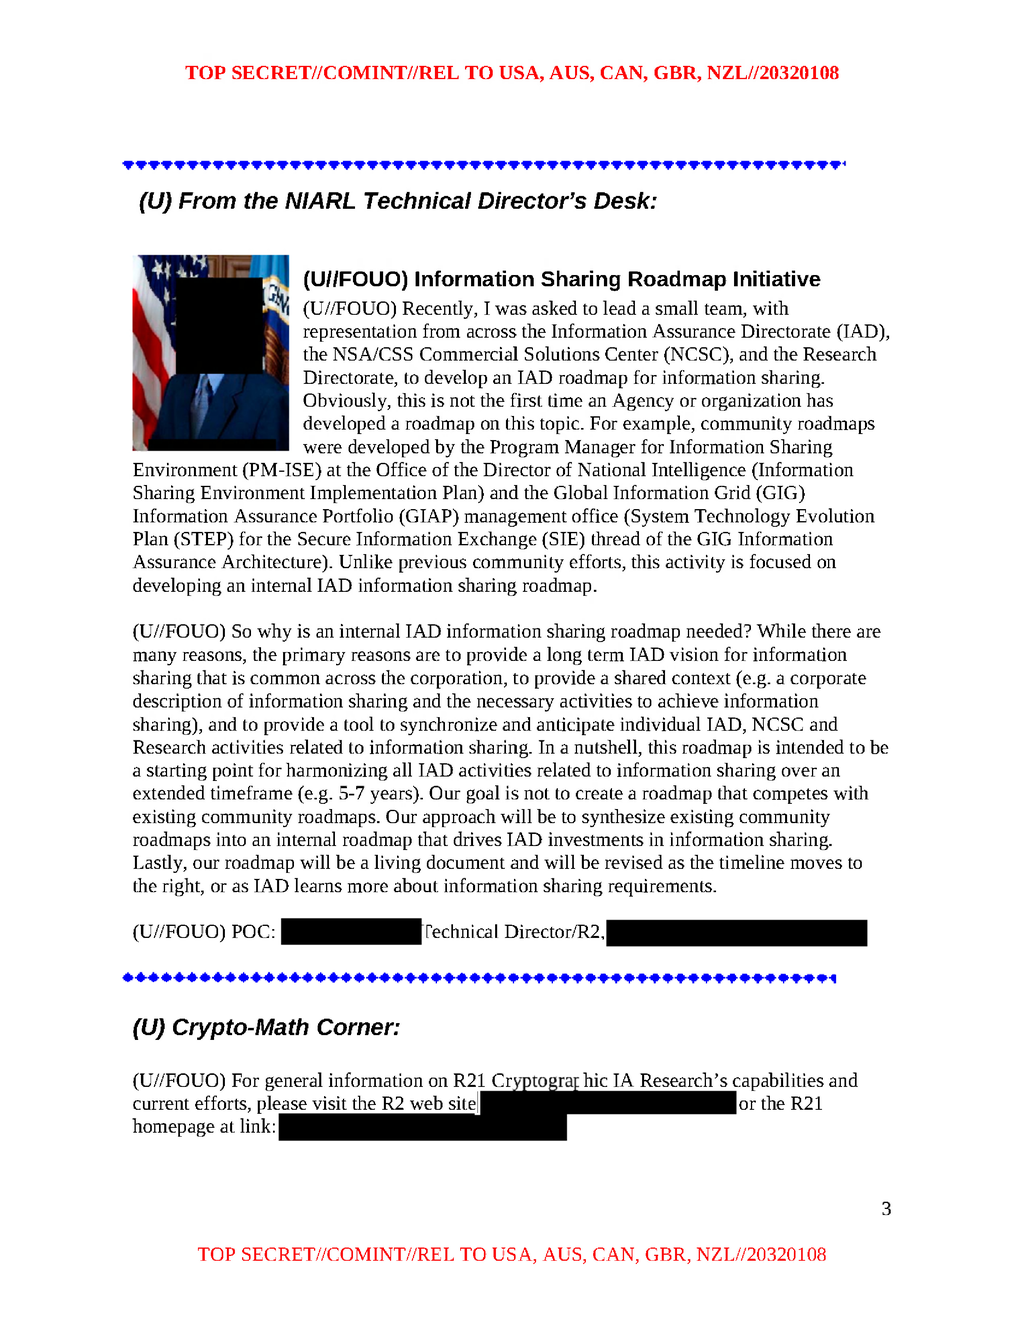 TOP SECRET//COMINT//REL TO USA, AUS, CAN, GBR, NZL//20320108
(U) From the NIARL Technical Director's Desk:
(U//FOUO) Information Sharing Roadmap Initiative
(U//FOUO) Recently, I was asked to lead a small team, with
representation from across the Information Assurance Directorate (IAD),
the NSA/CSS Commercial Solutions Center (NCSC), and the Research
Directorate, to develop an IAD roadmap for information sharing.
Obviously, this is not the first time an Agency or organization has
developed a roadmap on this topic. For example, community roadmaps
were developed by the Program Manager for Information Sharing
Environment (PM-ISE) at the Office of the Director of National Intelligence (Information
Sharing Environment Implementation Plan) and the Global Information Grid (GIG)
Information Assurance Portfolio (GIAP) management office (System Technology Evolution
Plan (STEP) for the Secure Information Exchange (SIE) thread of the GIG Information
Assurance Architecture). Unlike previous community efforts, this activity is focused on
developing an internal IAD information sharing roadmap.
(U//FOUO) So why is an internal IAD information sharing roadmap needed? While there are
many reasons, the primary reasons are to provide a long term IAD vision for information
sharing that is common across the corporation, to provide a shared context (e.g. a corporate
description of information sharing and the necessary activities to achieve information
sharing), and to provide a tool to synchronize and anticipate individual IAD, NCSC and
Research activities related to information sharing. In a nutshell, this roadmap is intended to be
a starting point for harmonizing all IAD activities related to information sharing over an
extended timeframe (e.g. 5-7 years). Our goal is not to create a roadmap that competes with
existing community roadmaps. Our approach will be to synthesize existing community
roadmaps into an internal roadmap that drives IAD investments in information sharing.
Lastly, our roadmap will be a living document and will be revised as the timeline moves to
the right, or as IAD learns more about information sharing requirements.
(U//FOUO) POC: Technical Director/R2,
(U) Crypto-Math Corner:
(U//FOUO) For general information on R21 Cryptographic IA Research's capabilities and
current efforts, please visit the R2 web site or the R21
homepage at link:
3
TOP SECRET//COMINT//REL TO USA, AUS, CAN, GBR, NZL//20320108